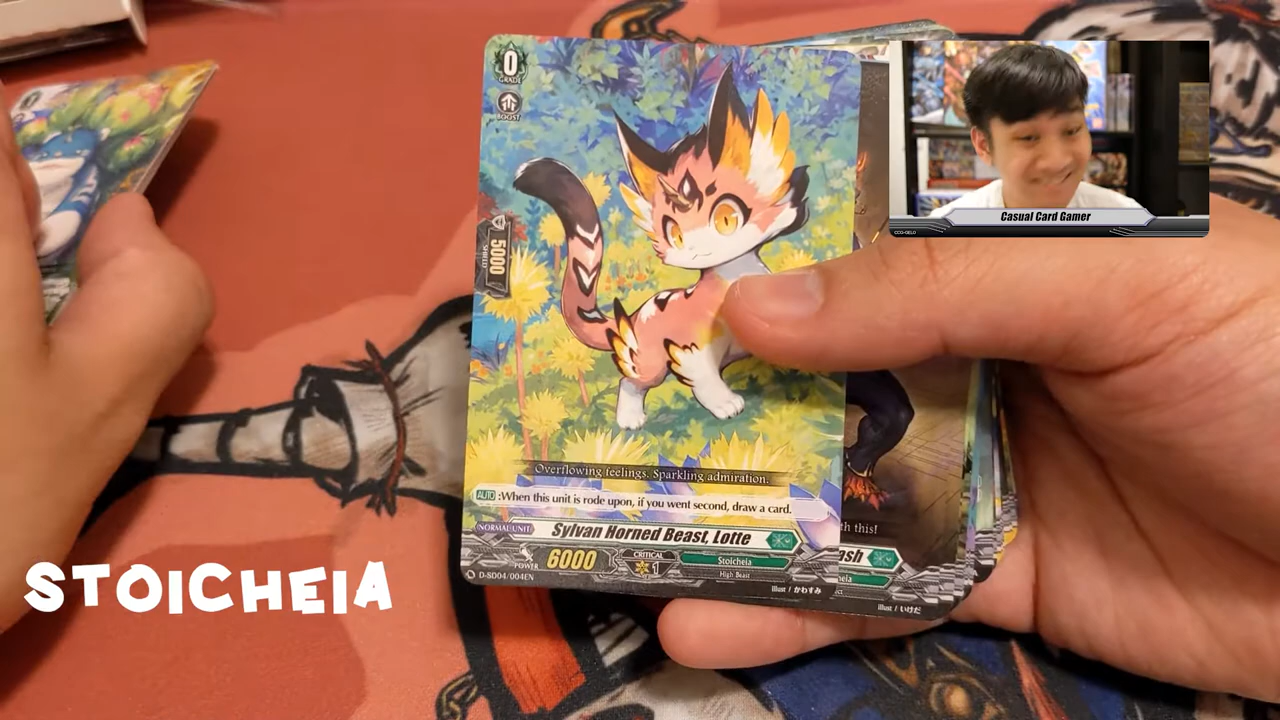 0
GRADE
BOOST
5000
SHIELD
Overflowing feelings. Sparkling admiration.
AUTO :When this unit is rode upon, if you went second, draw a card.
NORMAL UNIT
Sylvan Horned Beast, Lotte
POWER 6000
CRITICAL
1
Stoicheia
High Beast
D-SD04/004EN
illust / かわすみ
th this!
ash
illust / いけだ
Casual Card Gamer
STOICHEIA